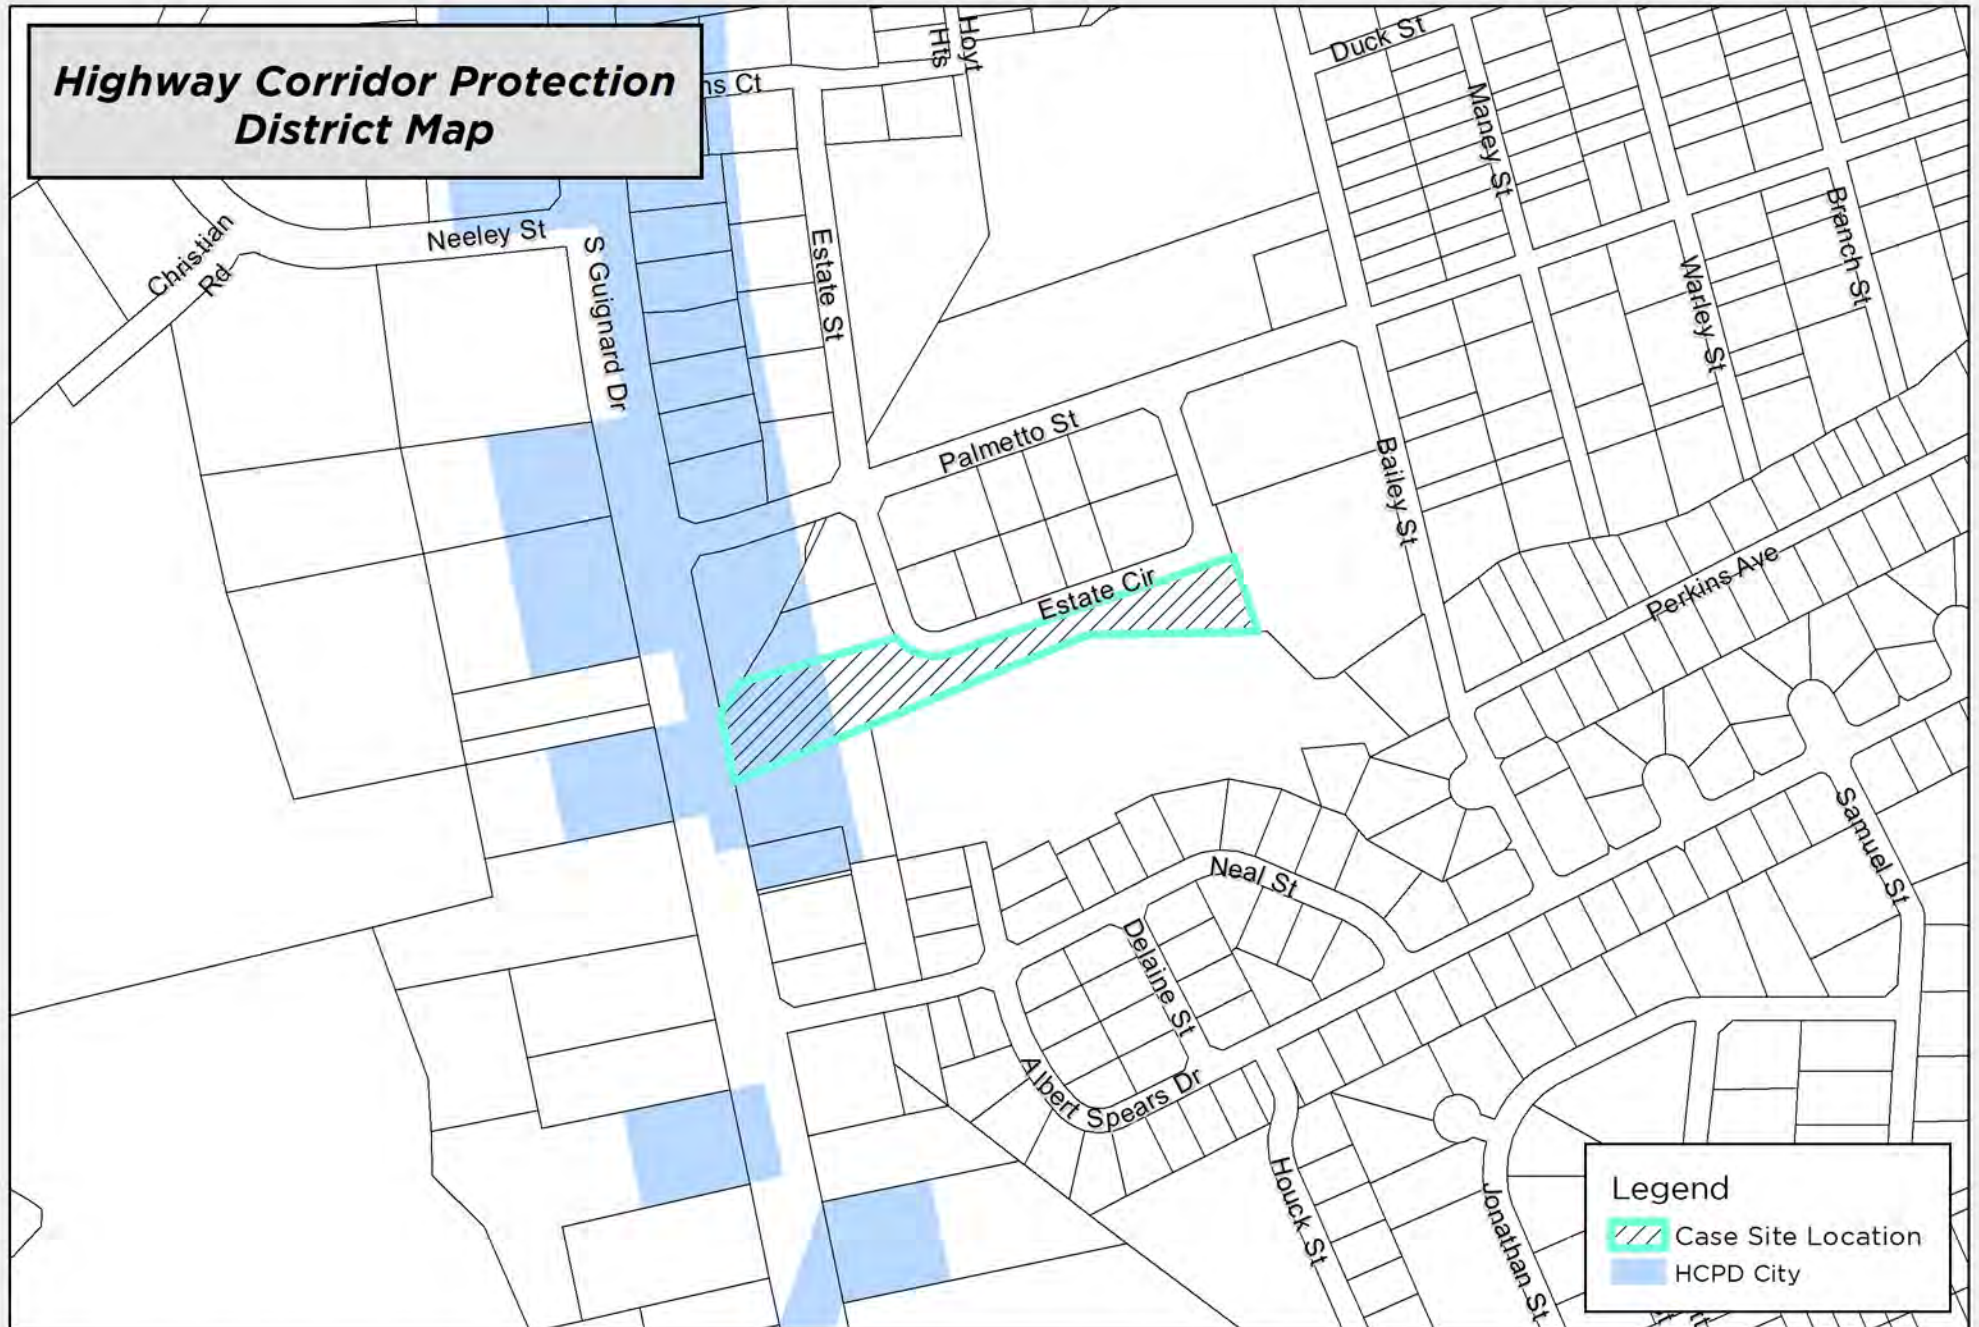 Highway Corridor Protection
District Map
ns Ct
Hoyt
Hts
Duck St
Maney St
Branch St
Christian
Rd
Neeley St
S Guignard Dr
Estate St
Warley St
Palmetto St
Bailey St
Estate Cir
Perkins Ave
Samuel St
Neal St
Delaine St
Albert Spears Dr
Houck St
Jonathan St
Legend
Case Site Location
HCPD City